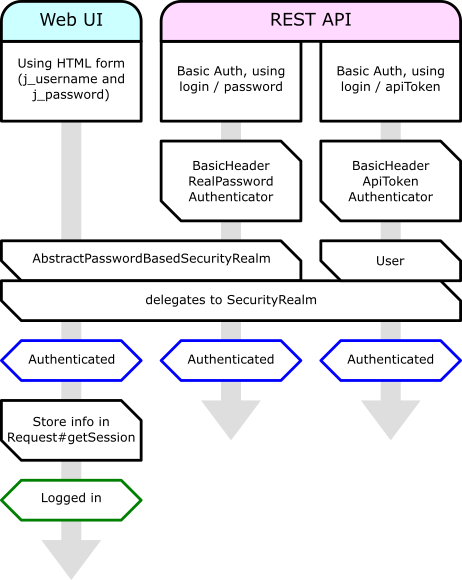 Web UI
REST API
Using HTML form
(j_username and
j_password)
Basic Auth, using
login / password
Basic Auth, using
login / apiToken
BasicHeader
RealPassword
Authenticator
BasicHeader
ApiToken
Authenticator
AbstractPasswordBasedSecurityRealm
User
delegates to SecurityRealm
Authenticated
Authenticated
Authenticated
Store info in
Request#getSession
Logged in